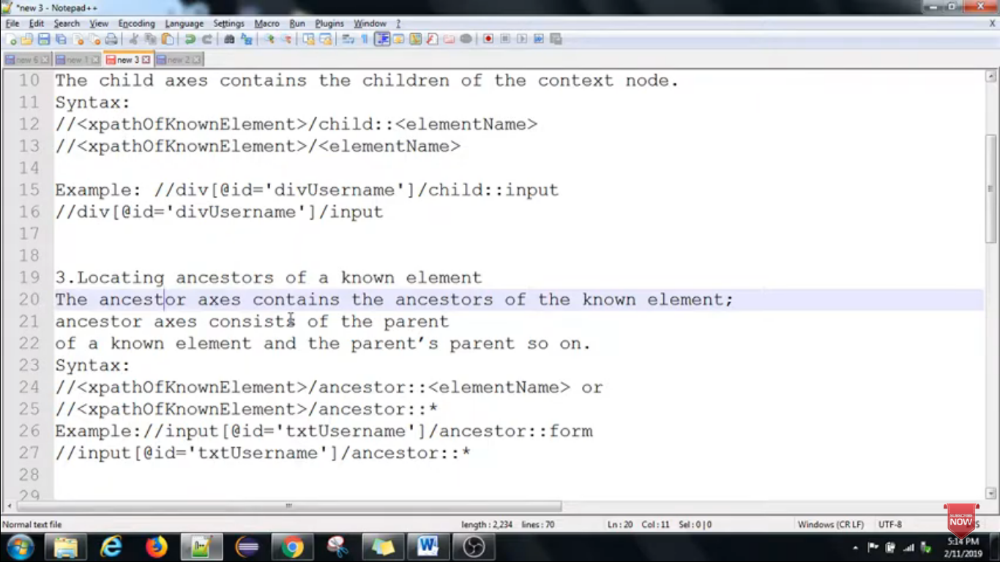 *new 3 - Notepad++
File Edit Search View Encoding Language Settings Macro Run Plugins Window ? X
new 6 new 1 new 3 new 2
10 The child axes contains the children of the context node.
11 Syntax:
12 //<xpathOfKnownElement>/child::<elementName>
13 //<xpathOfKnownElement>/<elementName>
14
15 Example: //div[@id='divUsername']/child::input
16 //div[@id='divUsername']/input
17
18
19 3.Locating ancestors of a known element
20 The ancestor axes contains the ancestors of the known element;
21 ancestor axes consists of the parent
22 of a known element and the parent’s parent so on.
23 Syntax:
24 //<xpathOfKnownElement>/ancestor::<elementName> or
25 //<xpathOfKnownElement>/ancestor::*
26 Example://input[@id='txtUsername']/ancestor::form
27 //input[@id='txtUsername']/ancestor::*
28
29
Normal text file length : 2,234 lines : 70 Ln : 20 Col : 11 Sel : 0 | 0 Windows (CR LF) UTF-8
SUBSCRIBE
NOW
5:14 PM
2/11/2019